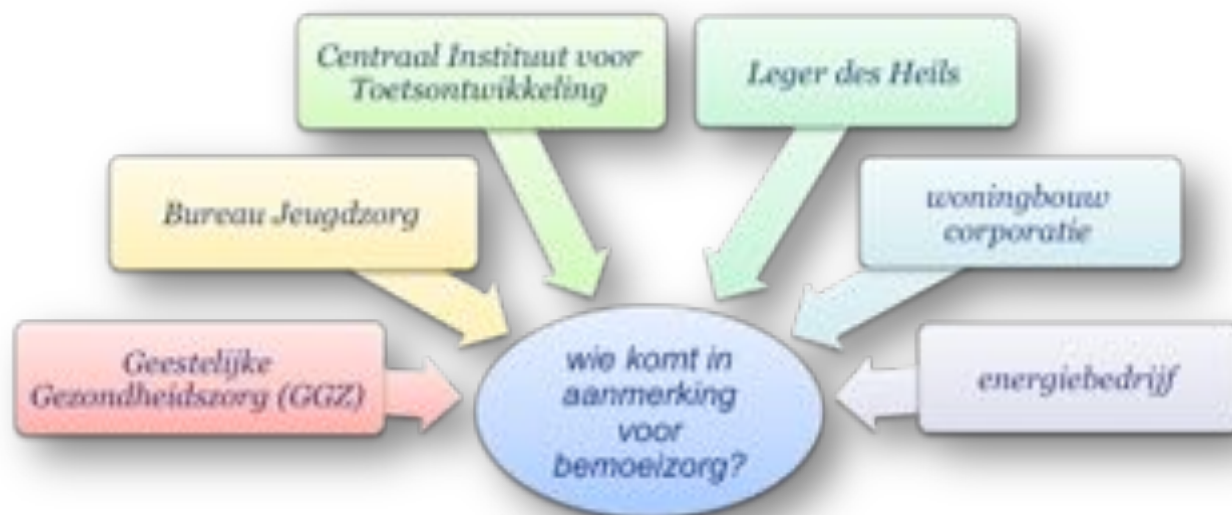 Centraal Instituut voor
Toetsontwikkeling
Leger des Heils
Bureau Jeugdzorg
woningbouw
corporatie
Geestelijke
Gezondheidszorg (GGZ)
energiebedrijf
wie komt in
aanmerking
voor
bemoeizorg?